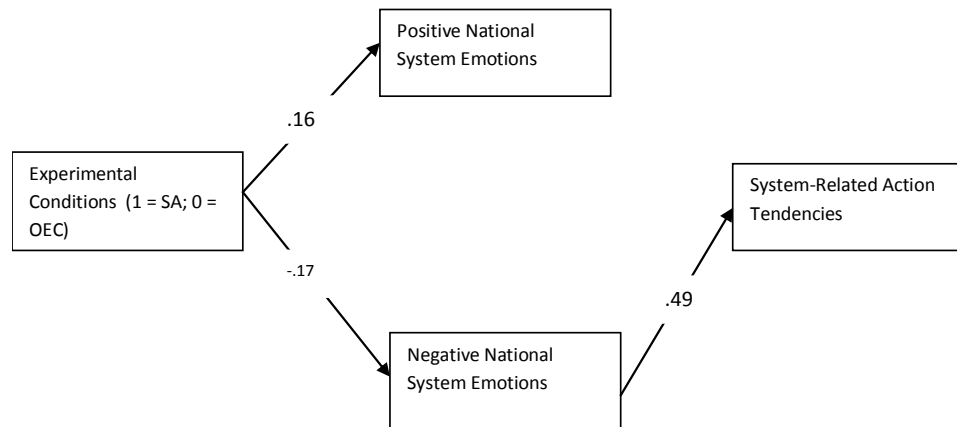 Positive National
System Emotions
.16
Experimental
Conditions (1 = SA; 0 =
OEC)
System-Related Action
Tendencies
-.17
.49
Negative National
System Emotions